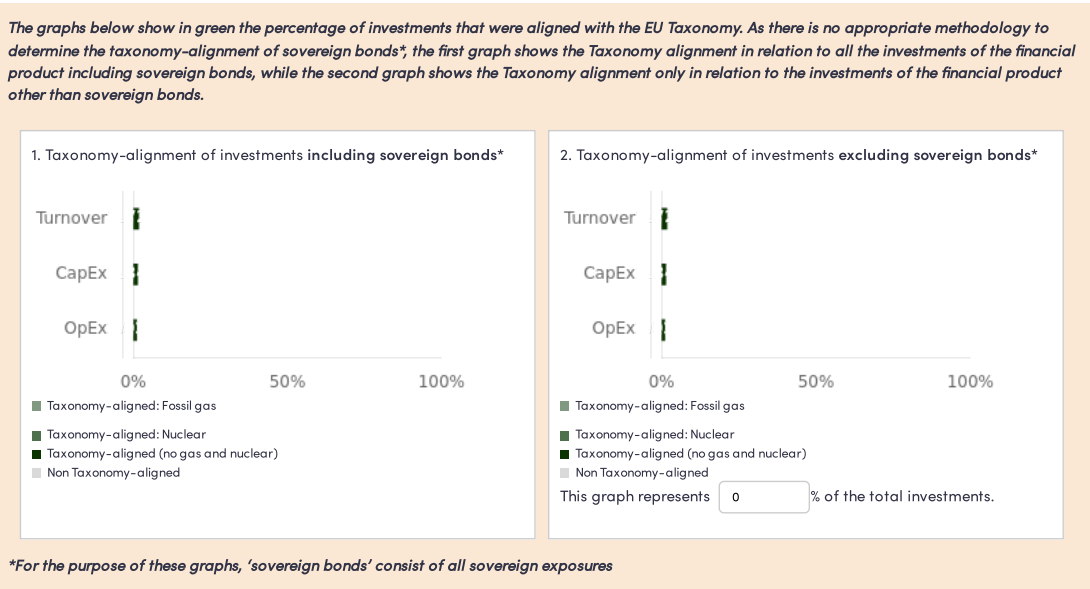 The graphs below show in green the percentage of investments that were aligned with the EU Taxonomy. As there is no appropriate methodology to
determine the taxonomy-alignment of sovereign bonds*, the first graph shows the Taxonomy alignment in relation to all the investments of the financial
product including sovereign bonds, while the second graph shows the Taxonomy alignment only in relation to the investments of the financial product
other than sovereign bonds.
1. Taxonomy-alignment of investments including sovereign bonds*
Turnover
CapEx
OpEx
0% 50% 100%
Taxonomy-aligned: Fossil gas
Taxonomy-aligned: Nuclear
Taxonomy-aligned (no gas and nuclear)
Non Taxonomy-aligned
2. Taxonomy-alignment of investments excluding sovereign bonds*
Turnover
CapEx
OpEx
0% 50% 100%
Taxonomy-aligned: Fossil gas
Taxonomy-aligned: Nuclear
Taxonomy-aligned (no gas and nuclear)
Non Taxonomy-aligned
This graph represents 0 % of the total investments.
*For the purpose of these graphs, ‘sovereign bonds’ consist of all sovereign exposures